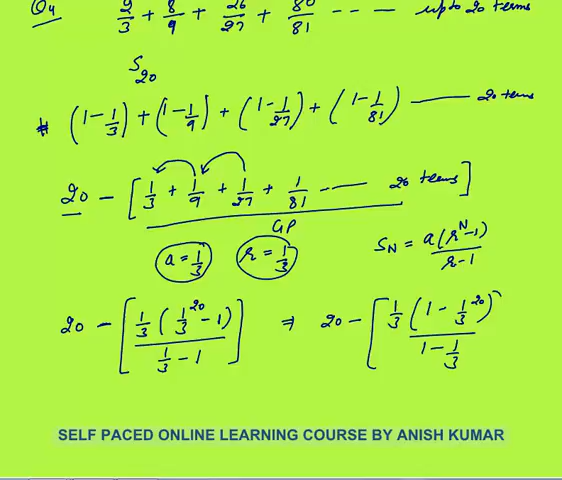 Q4 2/3 + 8/9 + 26/27 + 80/81 -- -- upto 20 terms
S₂₀
* (1 - 1/3) + (1 - 1/9) + (1 - 1/27) + (1 - 1/81) —— 20 terms
20 - [1/3 + 1/9 + 1/27 + 1/81 -- — 20 terms]
GP
a = 1/3 r = 1/3 S_N = a(r^N - 1)/(r - 1)
20 - [1/3 (1/3^20 - 1)/(1/3 - 1)] ⇒ 20 - [1/3 (1 - 1/3^20)/(1 - 1/3)
SELF PACED ONLINE LEARNING COURSE BY ANISH KUMAR